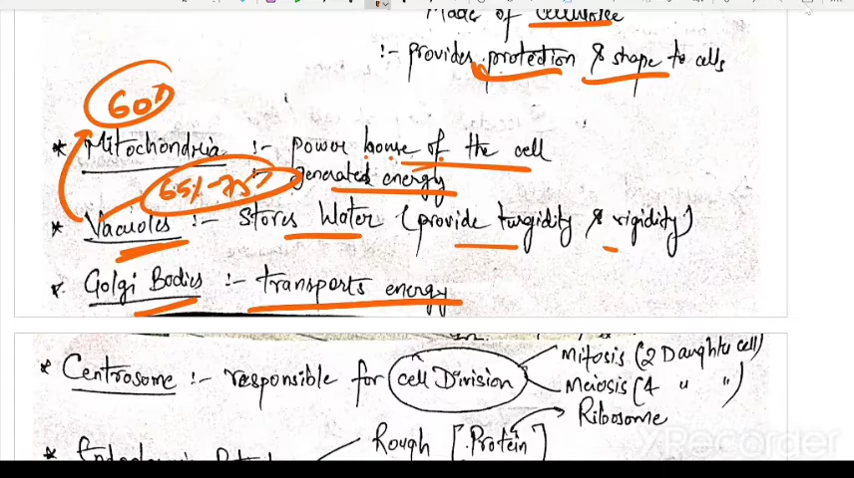 Made of cellulose
:- provides protection & shape to cells
60%
* Mitochondria :- power house of the cell
:- generated energy
65%-75%
* Vacuoles :- Stores Water (provide turgidity & rigidity)
* Golgi Bodies :- transports energy
* Centrosome :- responsible for cell Division
Mitosis (2 Daughter cell)
Meiosis (4 " ")
Ribosome
Rough [Protein]
XRecorder